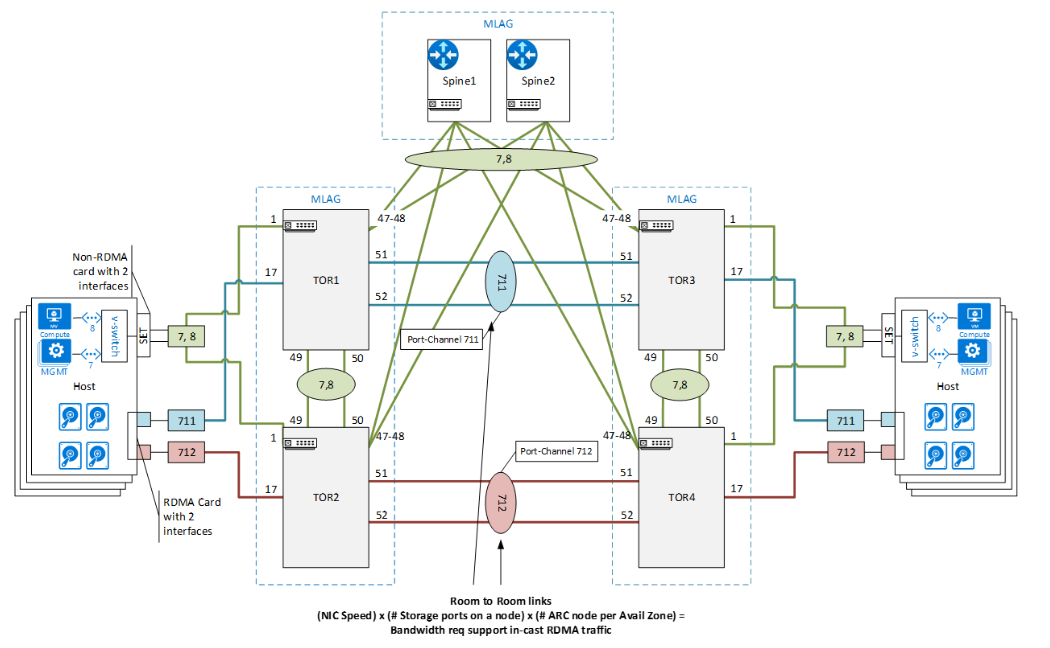 MLAG
Spine1
Spine2
7,8
MLAG
MLAG
1
47-48
47-48
1
51
51
17
TOR1
711
TOR3
17
52
52
Non-RDMA
card with 2
interfaces
Port-Channel 711
49
50
49
50
7,8
7,8
49
50
49
50
Compute
8
7
MGMT
v-switch
SET
7, 8
Host
711
712
7, 8
SET
v-switch
VM
8
Compute
7
MGMT
Host
711
712
1
47-48
47-48
1
Port-Channel 712
51
51
17
TOR2
712
TOR4
17
52
52
RDMA Card
with 2
interfaces
Room to Room links
(NIC Speed) x (# Storage ports on a node) x (# ARC node per Avail Zone) =
Bandwidth req support in-cast RDMA traffic